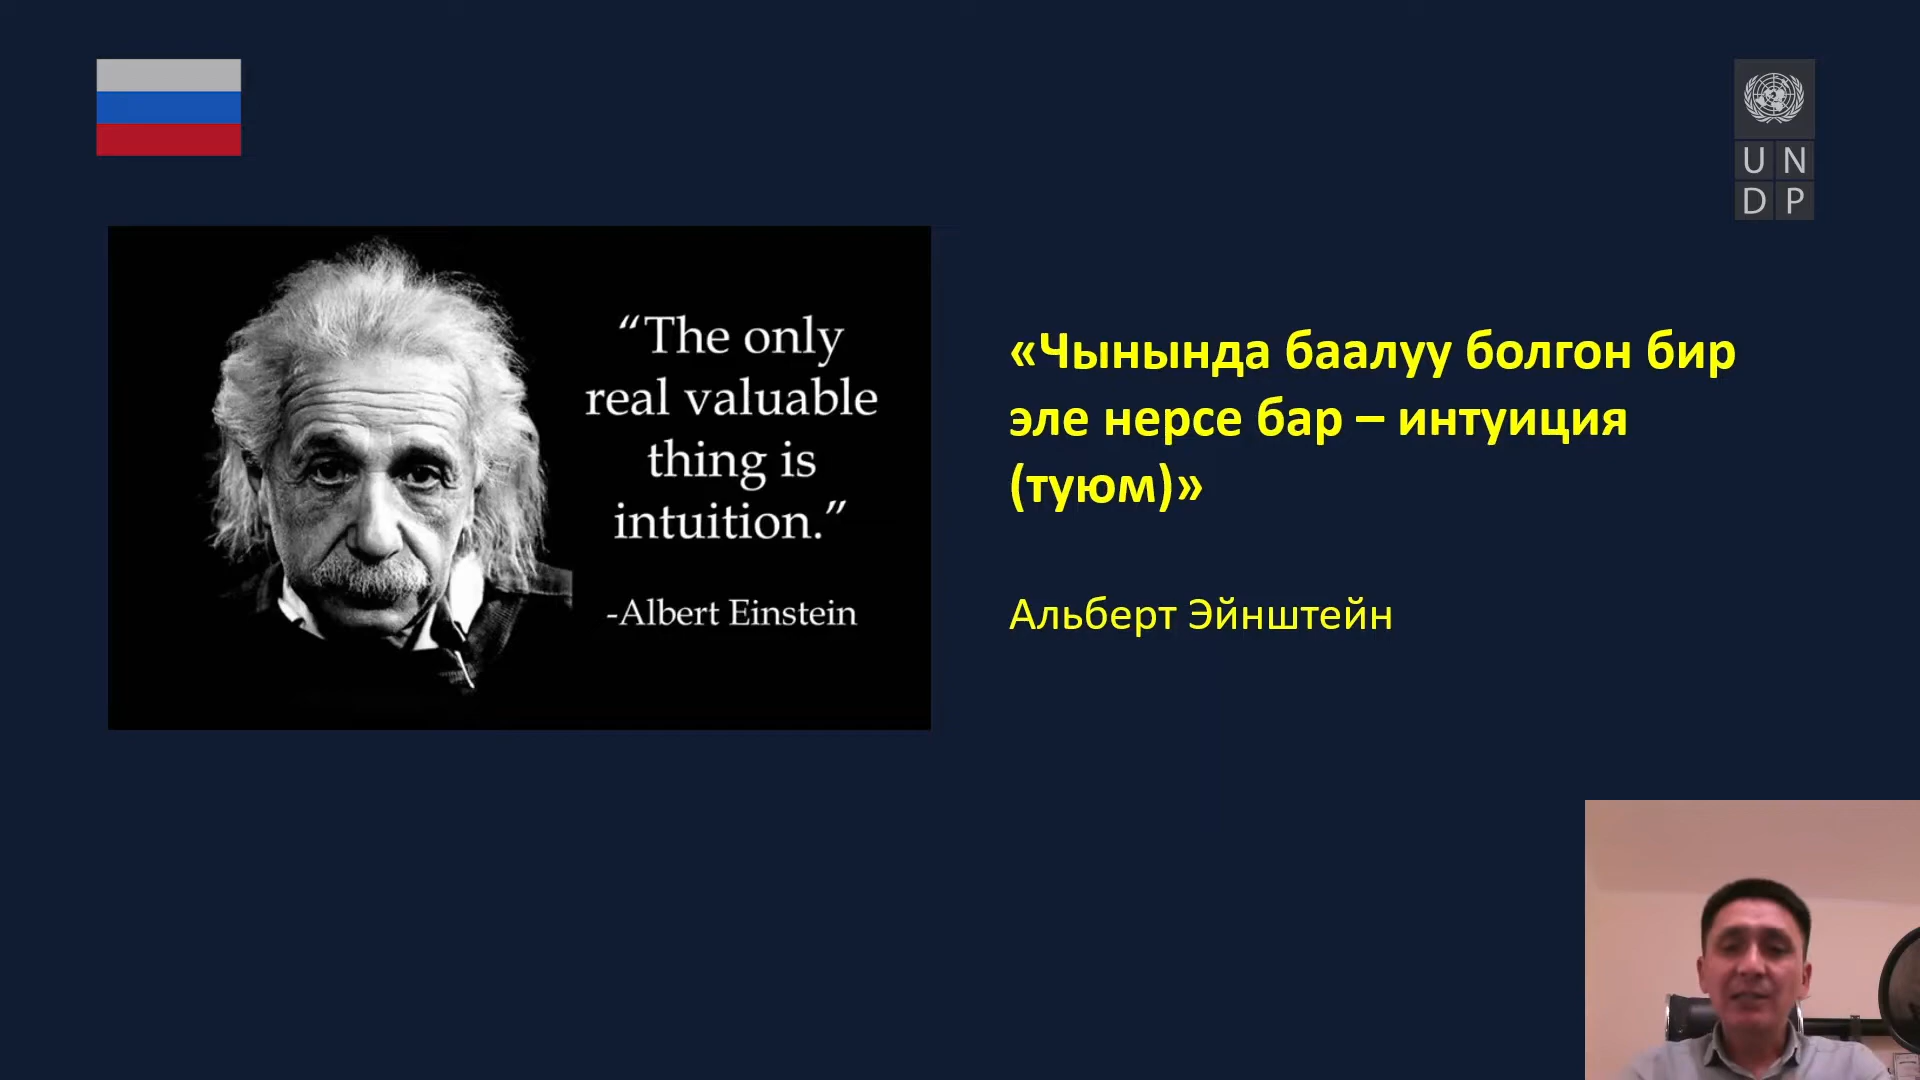 U N
D P
“The only
real valuable
thing is
intuition.”
-Albert Einstein
«Чынында баалуу болгон бир
эле нерсе бар – интуиция
(туюм)»
Альберт Эйнштейн